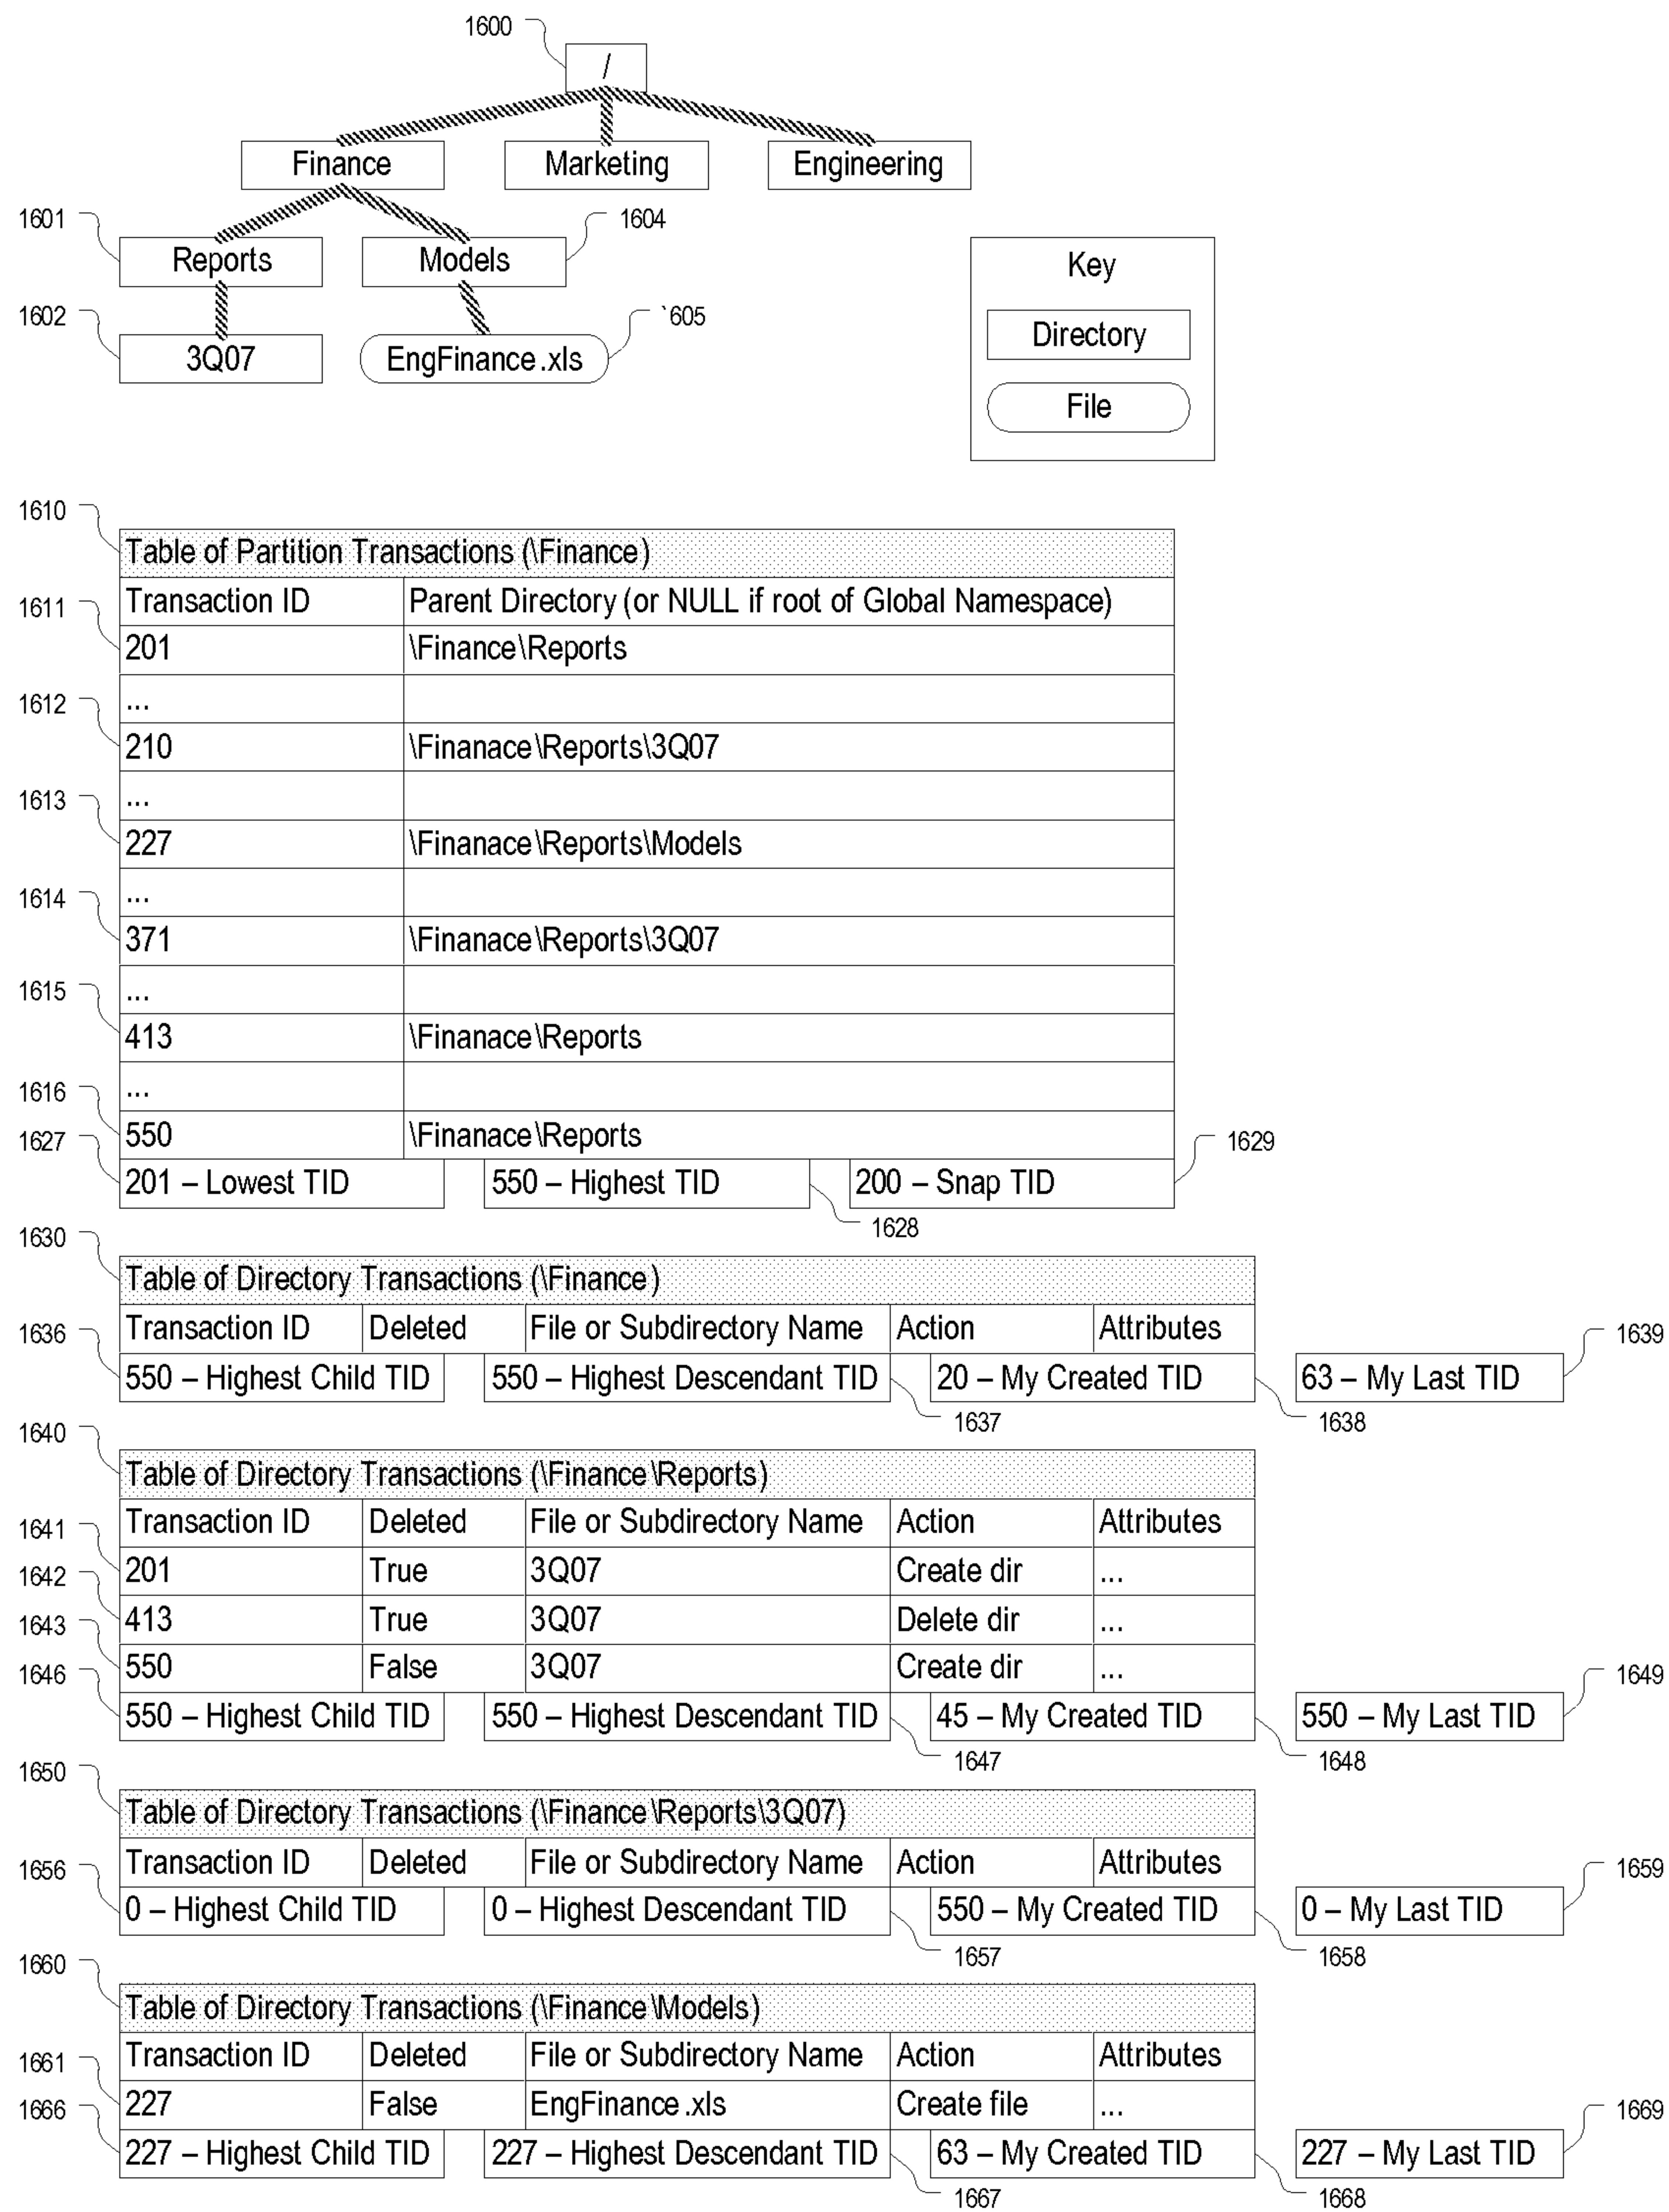 1600
/
Finance Marketing Engineering
1601 1604
Reports Models Key
1602 `605 Directory
3Q07 EngFinance.xls
File
1610
Table of Partition Transactions (\Finance)
1611 Transaction ID Parent Directory (or NULL if root of Global Namespace)
201 \Finance\Reports
1612 ...
210 \Finanace\Reports\3Q07
1613 ...
227 \Finanace\Reports\Models
1614 ...
371 \Finanace\Reports\3Q07
1615 ...
413 \Finanace\Reports
1616 ...
550 \Finanace\Reports
1627 1629
201 – Lowest TID 550 – Highest TID 200 – Snap TID
1628
1630
Table of Directory Transactions (\Finance)
1636 Transaction ID Deleted File or Subdirectory Name Action Attributes 1639
550 – Highest Child TID 550 – Highest Descendant TID 20 – My Created TID 63 – My Last TID
1637 1638
1640
Table of Directory Transactions (\Finance\Reports)
1641 Transaction ID Deleted File or Subdirectory Name Action Attributes
201 True 3Q07 Create dir ...
1642
413 True 3Q07 Delete dir ...
1643
550 False 3Q07 Create dir ...
1646 1649
550 – Highest Child TID 550 – Highest Descendant TID 45 – My Created TID 550 – My Last TID
1647 1648
1650
Table of Directory Transactions (\Finance\Reports\3Q07)
1656 Transaction ID Deleted File or Subdirectory Name Action Attributes 1659
0 – Highest Child TID 0 – Highest Descendant TID 550 – My Created TID 0 – My Last TID
1657 1658
1660
Table of Directory Transactions (\Finance\Models)
1661 Transaction ID Deleted File or Subdirectory Name Action Attributes
227 False EngFinance.xls Create file ...
1666 1669
227 – Highest Child TID 227 – Highest Descendant TID 63 – My Created TID 227 – My Last TID
1667 1668